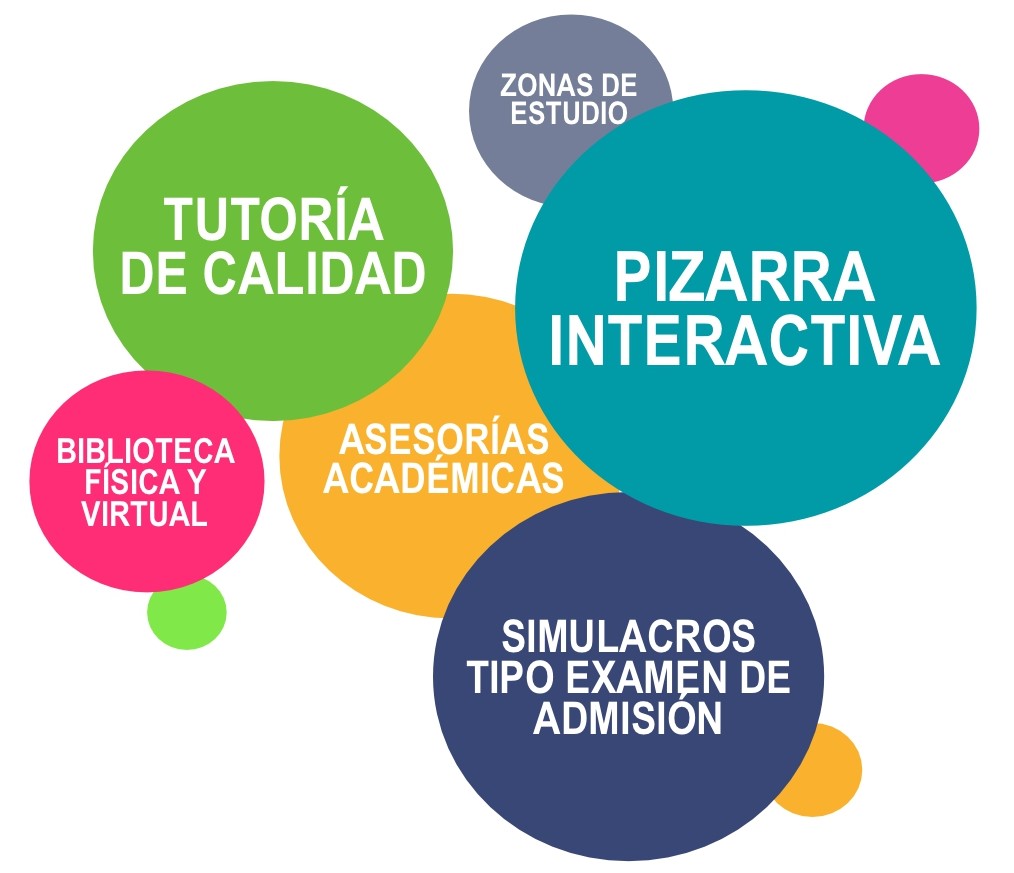 ZONAS DE
ESTUDIO
TUTORÍA
DE CALIDAD
PIZARRA
INTERACTIVA
BIBLIOTECA
FÍSICA Y
VIRTUAL
ASESORÍAS
ACADÉMICAS
SIMULACROS
TIPO EXAMEN DE
ADMISIÓN